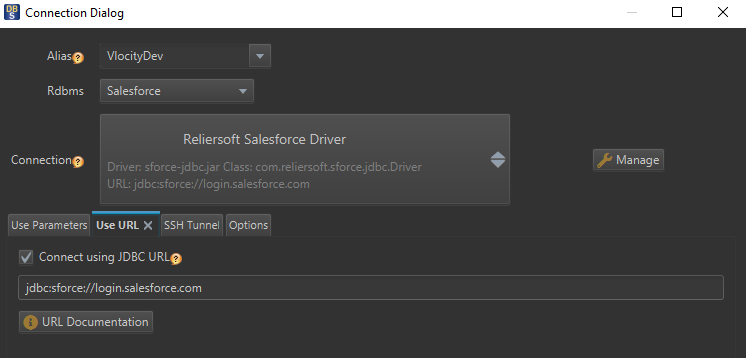 DB
S
Connection Dialog
Alias
VlocityDev
Rdbms
Salesforce
Reliersoft Salesforce Driver
Connection
Driver: sforce-jdbc.jar Class: com.reliersoft.sforce.jdbc.Driver
URL: jdbc:sforce://login.salesforce.com
Manage
Use Parameters
Use URL
SSH Tunnel
Options
Connect using JDBC URL
jdbc:sforce://login.salesforce.com
URL Documentation